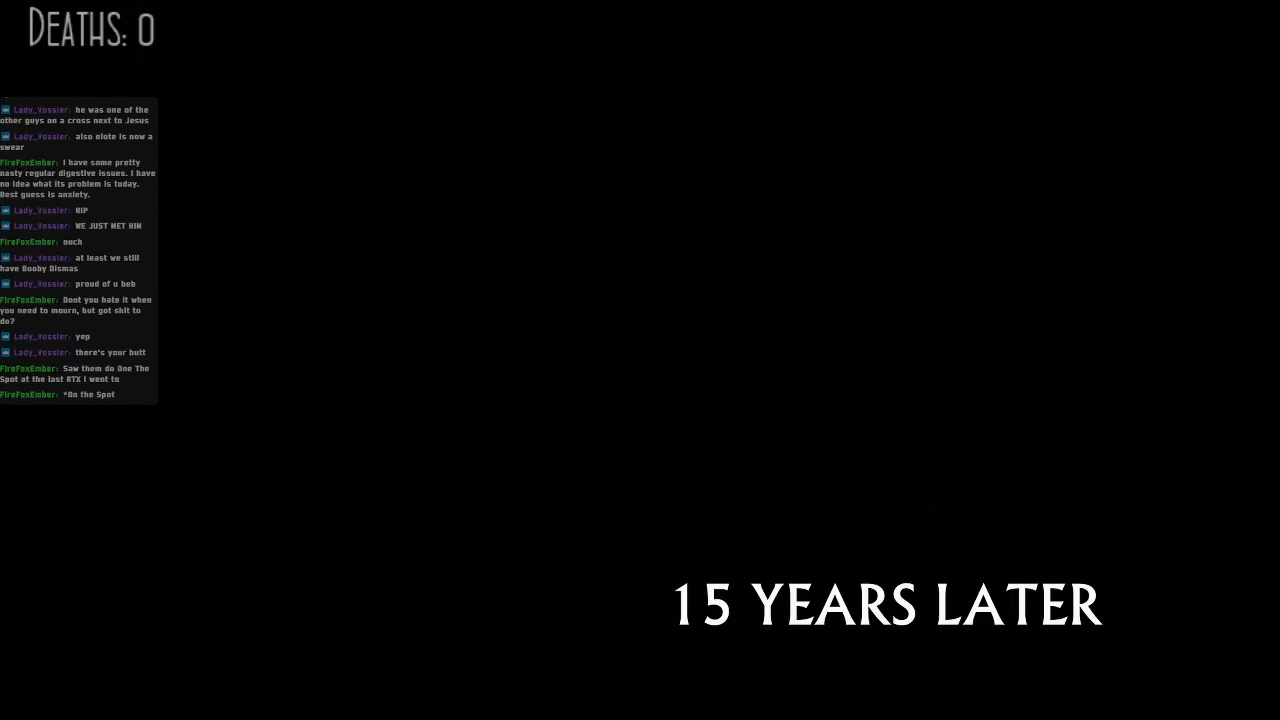 DEATHS: 0
Lady_Vossler: he was one of the
other guys on a cross next to Jesus
Lady_Vossler: also elote is now a
swear
FireFoxEmber: I have some pretty
nasty regular digestive issues. I have
no idea what its problem is today.
Best guess is anxiety.
Lady_Vossler: RIP
Lady_Vossler: WE JUST MET HIM
FireFoxEmber: ouch
Lady_Vossler: at least we still
have Booby Dismas
Lady_Vossler: proud of u beb
FireFoxEmber: Dont you hate it when
you need to mourn, but got shit to
do?
Lady_Vossler: yep
Lady_Vossler: there's your butt
FireFoxEmber: Saw them do One The
Spot at the last RTX I went to
FireFoxEmber: *On the Spot
15 YEARS LATER